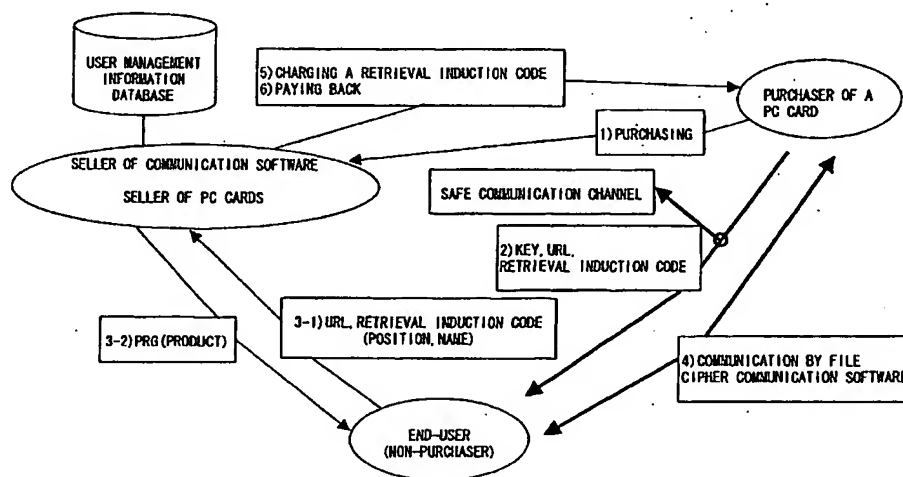 USER MANAGEMENT
INFORMATION
DATABASE
5)CHARGING A RETRIEVAL INDUCTION CODE
6)PAYING BACK
PURCHASER OF A
PC CARD
1)PURCHASING
SELLER OF COMMUNICATION SOFTWARE
SELLER OF PC CARDS
SAFE COMMUNICATION CHANNEL
2)KEY, URL,
RETRIEVAL INDUCTION CODE
3-1)URL, RETRIEVAL INDUCTION CODE
(POSITION, NAME)
3-2)PRG(PRODUCT)
4)COMMUNICATION BY FILE
CIPHER COMMUNICATION SOFTWARE
END-USER
(NON-PURCHASER)